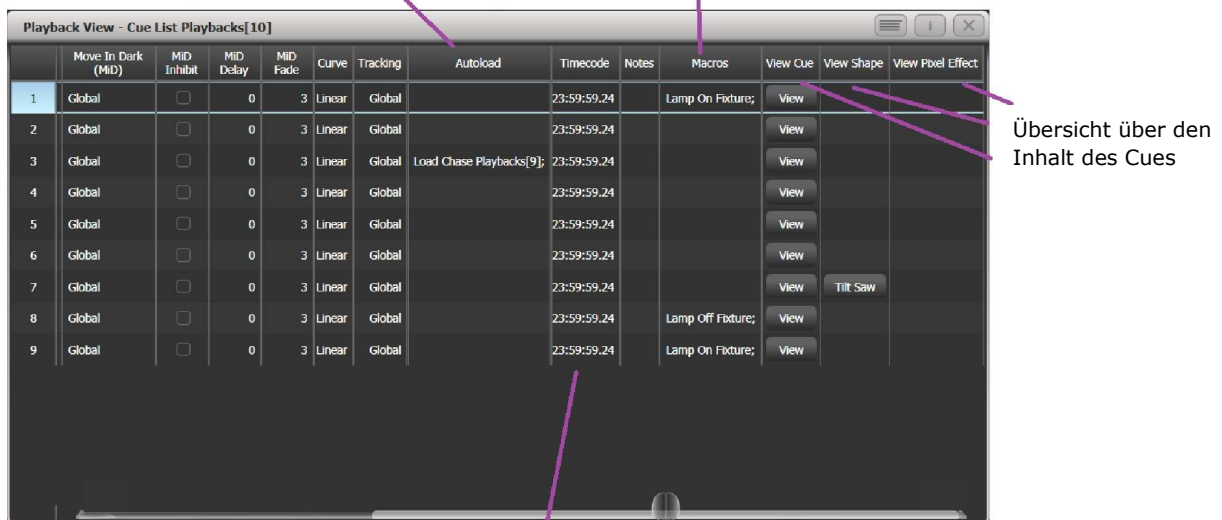 Playback View - Cue List Playbacks[10]
Move In Dark (MiD) MiD Inhibit MiD Delay MiD Fade Curve Tracking Autoload Timecode Notes Macros View Cue View Shape View Pixel Effect
1 Global 0 3 Linear Global 23:59:59.24 Lamp On Fixture; View
2 Global 0 3 Linear Global 23:59:59.24 View
3 Global 0 3 Linear Global Load Chase Playbacks[9]; 23:59:59.24 View
4 Global 0 3 Linear Global 23:59:59.24 View
5 Global 0 3 Linear Global 23:59:59.24 View
6 Global 0 3 Linear Global 23:59:59.24 View
7 Global 0 3 Linear Global 23:59:59.24 View Tilt Saw
8 Global 0 3 Linear Global 23:59:59.24 Lamp Off Fixture; View
9 Global 0 3 Linear Global 23:59:59.24 Lamp On Fixture; View
Übersicht über den
Inhalt des Cues